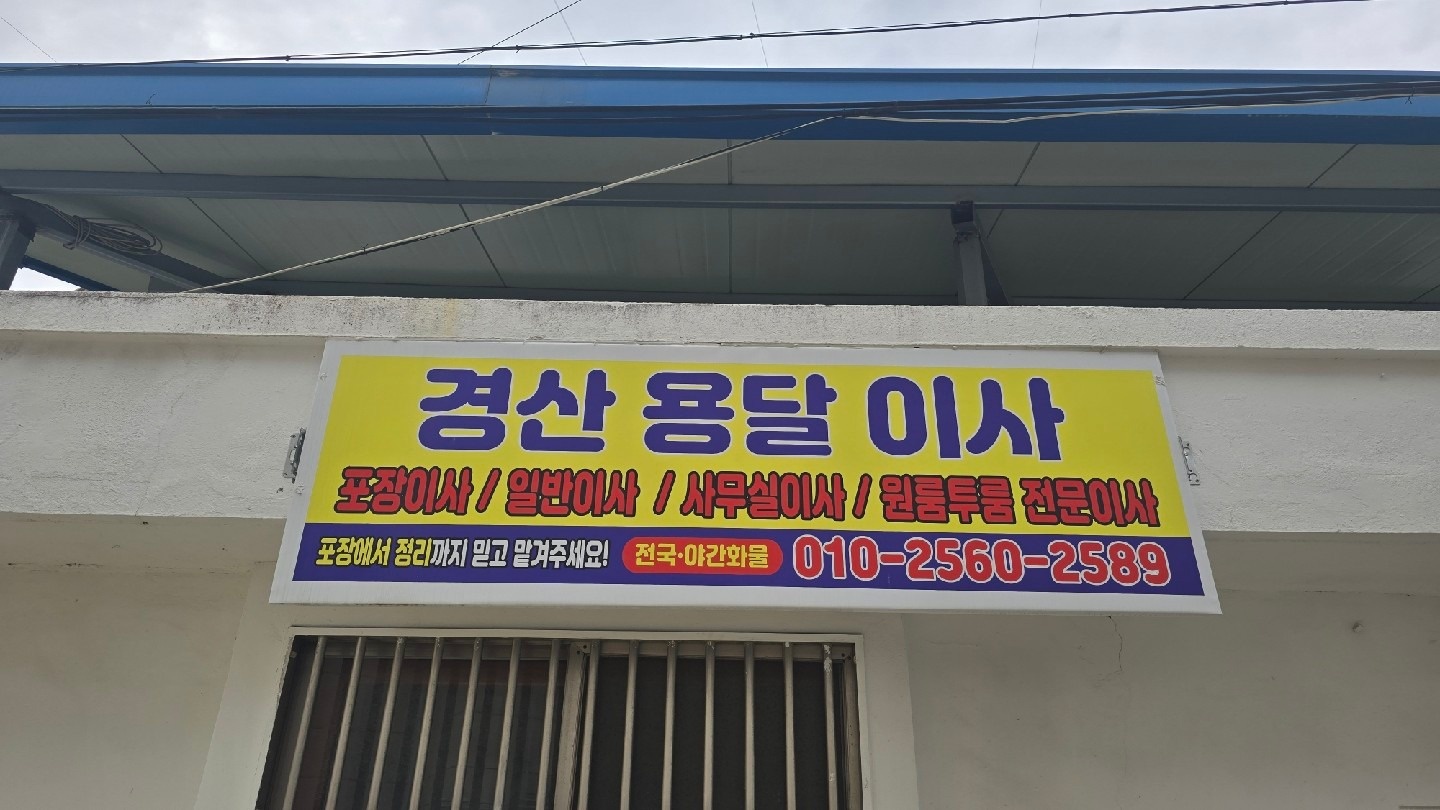 경산 용달 이사
포장이사 / 일반이사 / 사무실이사 / 원룸투룸 전문이사
포장에서 정리까지 믿고 맡겨주세요! 전국·야간화물 010-2560-2589